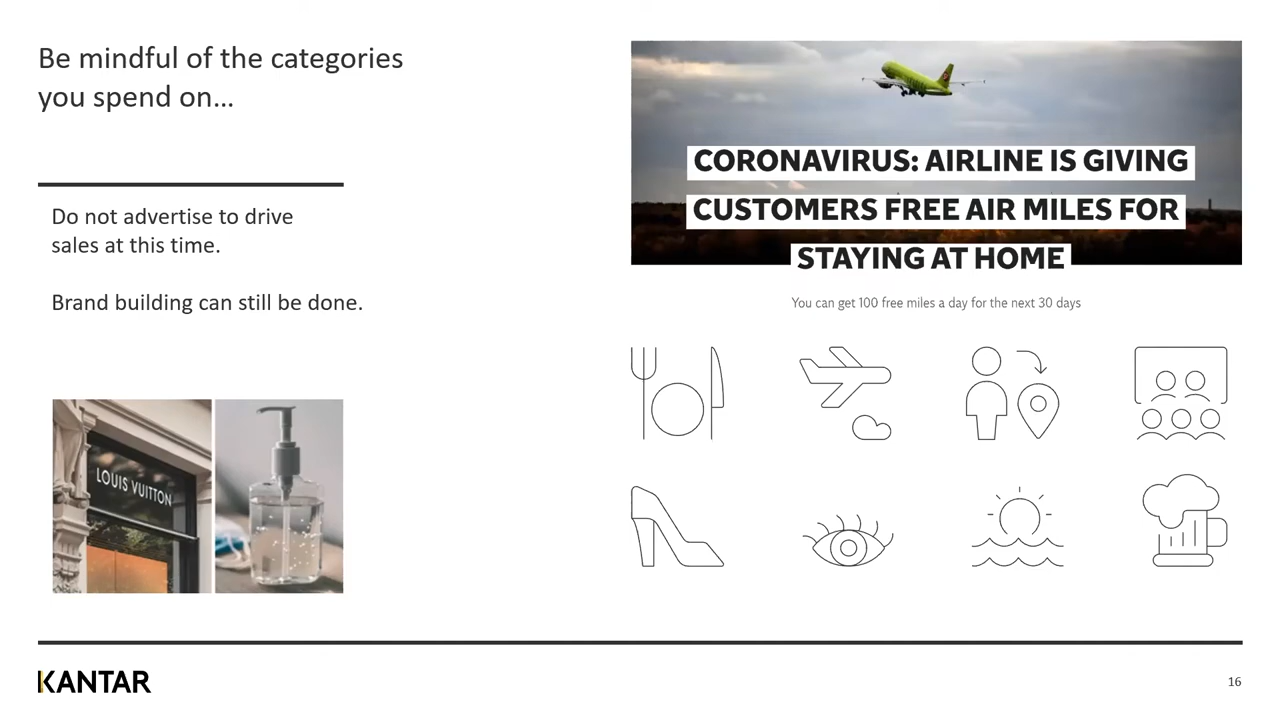 Be mindful of the categories
you spend on...
Do not advertise to drive
sales at this time.
Brand building can still be done.
LOUIS VUITTON
CORONAVIRUS: AIRLINE IS GIVING
CUSTOMERS FREE AIR MILES FOR
STAYING AT HOME
You can get 100 free miles a day for the next 30 days
KANTAR
16